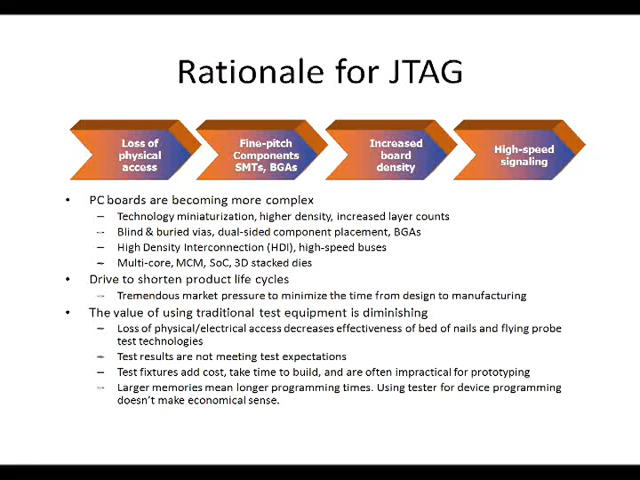 Rationale for JTAG
Loss of
physical
access
Fine-pitch
Components
SMTs, BGAs
Increased
board
density
High-speed
signaling
• PC boards are becoming more complex
– Technology miniaturization, higher density, increased layer counts
– Blind & buried vias, dual-sided component placement, BGAs
– High Density Interconnection (HDI), high-speed buses
– Multi-core, MCM, SoC, 3D stacked dies
• Drive to shorten product life cycles
– Tremendous market pressure to minimize the time from design to manufacturing
• The value of using traditional test equipment is diminishing
– Loss of physical/electrical access decreases effectiveness of bed of nails and flying probe
test technologies
– Test results are not meeting test expectations
– Test fixtures add cost, take time to build, and are often impractical for prototyping
– Larger memories mean longer programming times. Using tester for device programming
doesn't make economical sense.